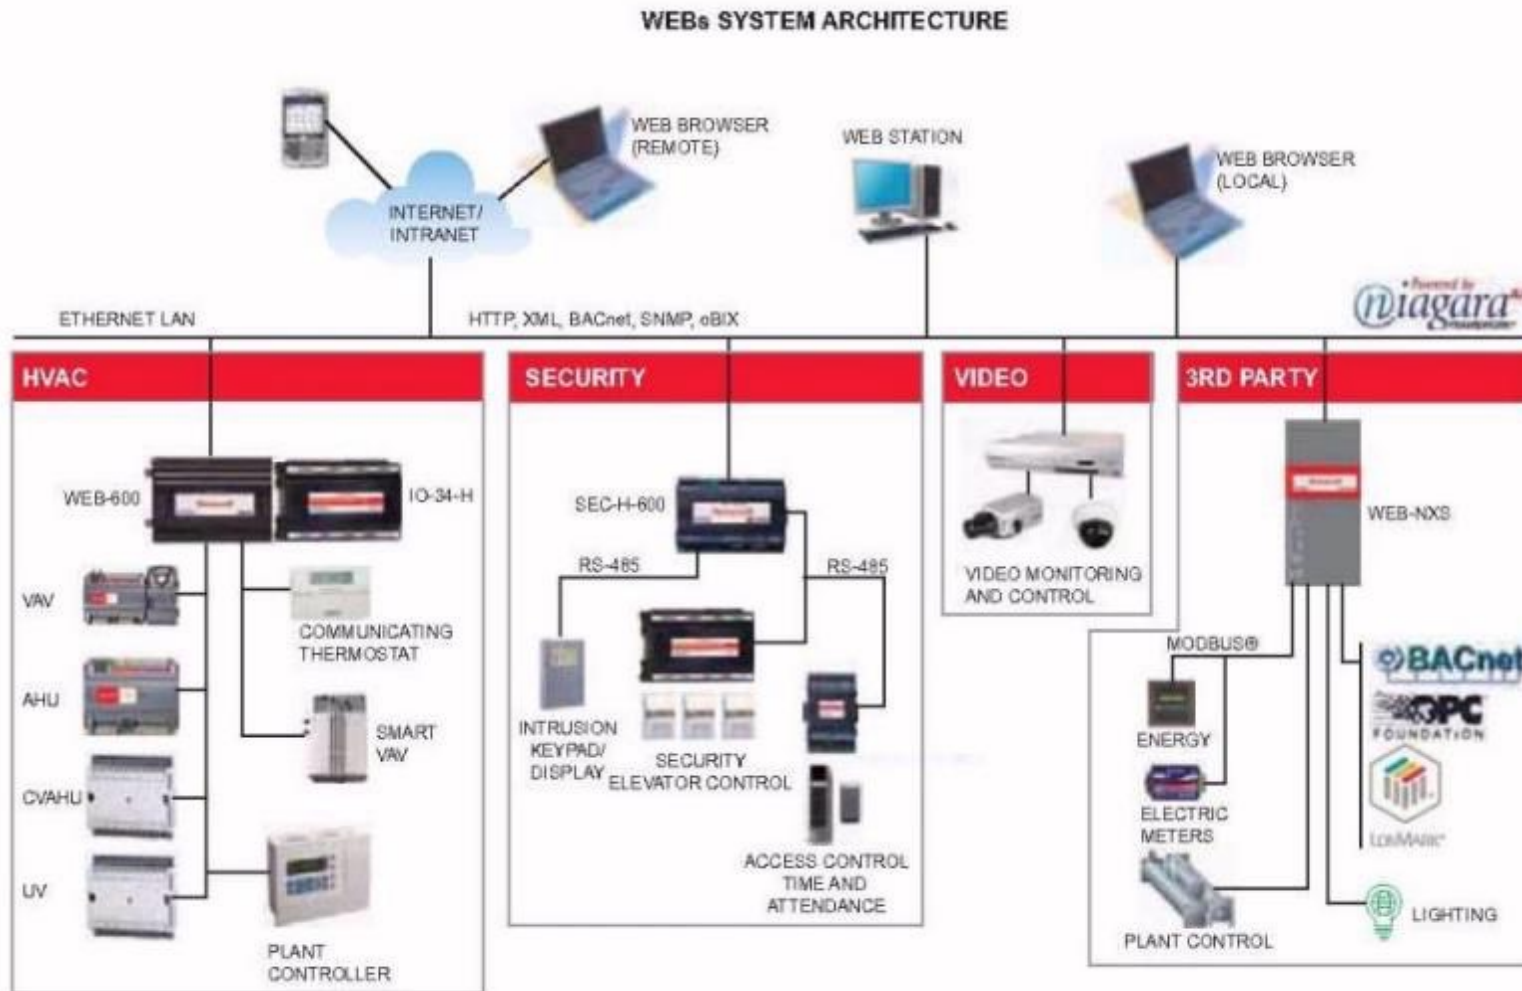 WEBs SYSTEM ARCHITECTURE
WEB BROWSER
(REMOTE)
WEB STATION
WEB BROWSER
(LOCAL)
INTERNET/
INTRANET
Powered by
niagara
ETHERNET LAN
HTTP, XML, BACnet, SNMP, oBIX
HVAC
SECURITY
VIDEO
3RD PARTY
WEB-600
IO-34-H
SEC-H-600
WEB-NXS
RS-485
RS-485
VIDEO MONITORING
AND CONTROL
VAV
COMMUNICATING
THERMOSTAT
AHU
SMART
VAV
CVAHU
UV
PLANT
CONTROLLER
INTRUSION
KEYPAD/
DISPLAY
SECURITY
ELEVATOR CONTROL
ACCESS CONTROL
TIME AND
ATTENDANCE
MODBUS®
ENERGY
ELECTRIC
METERS
PLANT CONTROL
BACnet
OPC
FOUNDATION
LONMARK
LIGHTING